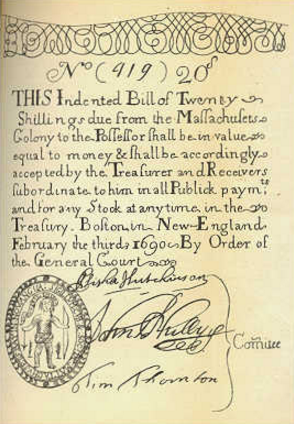 No (919) 20s
THIS Indented Bill of Twenty
Shillings due from the Massachusets
Colony to the Possessor shall be in value
equal to money & shall be accordingly
accepted by the Treasurer and Receivers
subordinate to him in all Publick paymts
and for any Stock at any time in the
Treasury. Boston in New-England
February the third 1690. By Order of
the General Court
Elisha Hutchinson
John
Tim Thornton
Comtee